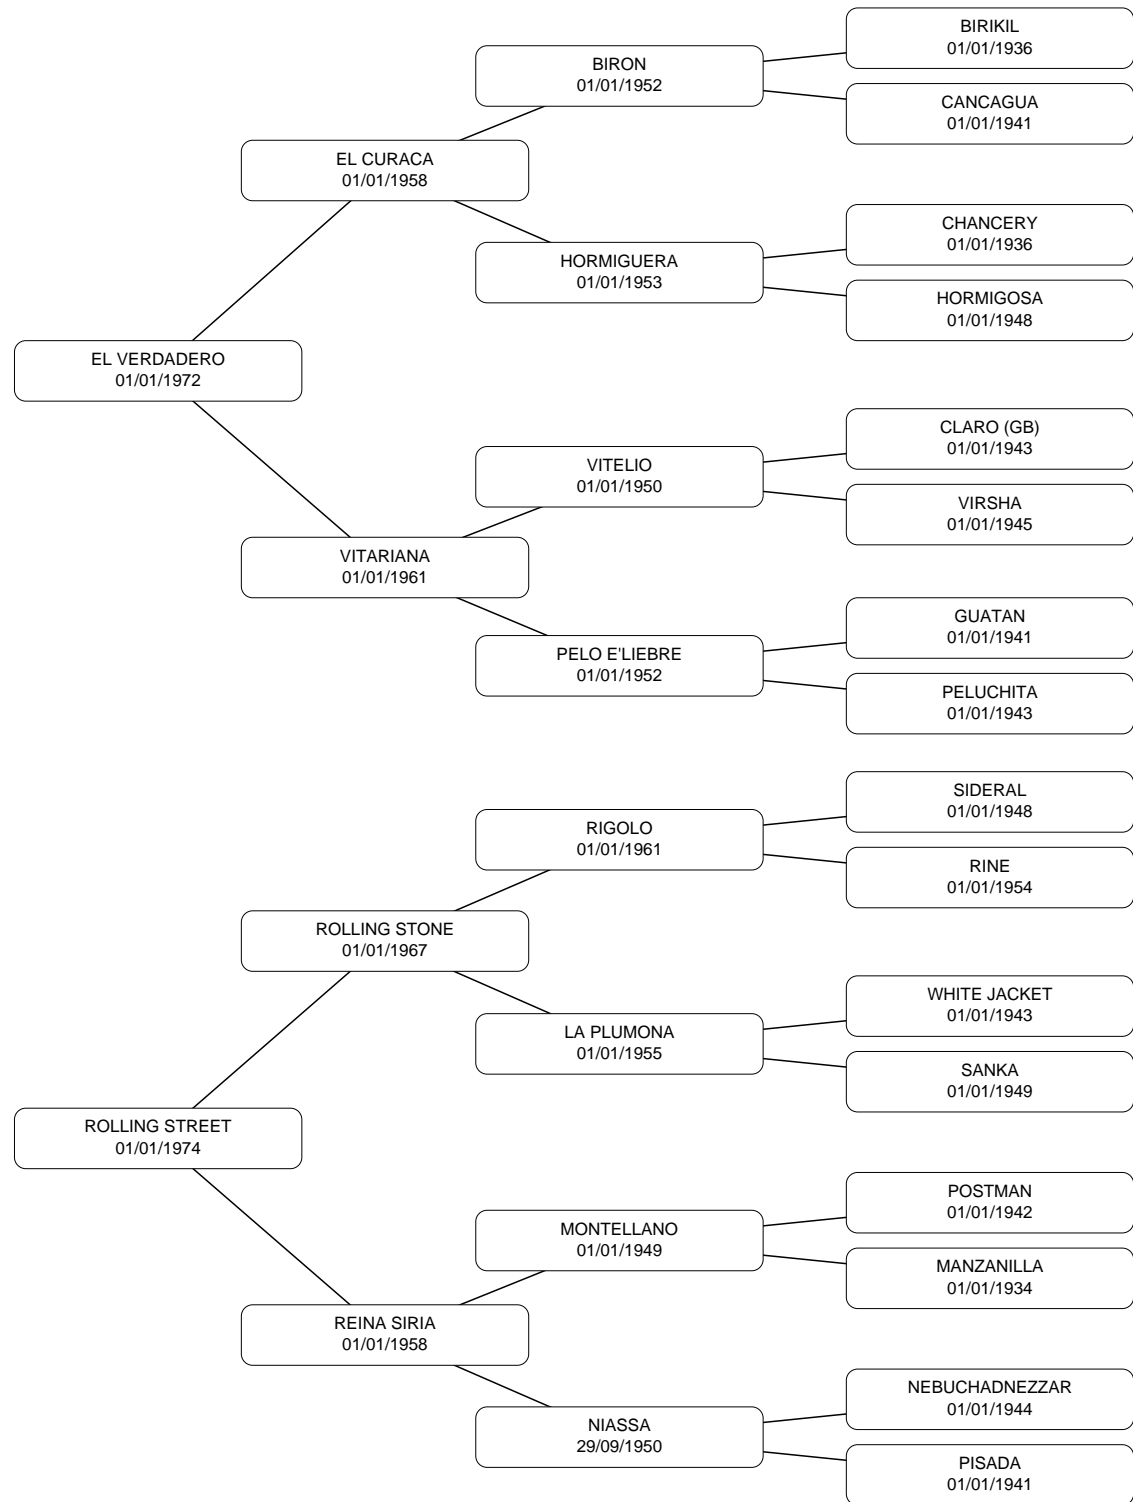 BIRIKIL
01/01/1936
BIRON
01/01/1952
CANCAGUA
01/01/1941
EL CURACA
01/01/1958
CHANCERY
01/01/1936
HORMIGUERA
01/01/1953
HORMIGOSA
01/01/1948
EL VERDADERO
01/01/1972
CLARO (GB)
01/01/1943
VITELIO
01/01/1950
VIRSHA
01/01/1945
VITARIANA
01/01/1961
GUATAN
01/01/1941
PELO E'LIEBRE
01/01/1952
PELUCHITA
01/01/1943
SIDERAL
01/01/1948
RIGOLO
01/01/1961
RINE
01/01/1954
ROLLING STONE
01/01/1967
WHITE JACKET
01/01/1943
LA PLUMONA
01/01/1955
SANKA
01/01/1949
ROLLING STREET
01/01/1974
POSTMAN
01/01/1942
MONTELLANO
01/01/1949
MANZANILLA
01/01/1934
REINA SIRIA
01/01/1958
NEBUCHADNEZZAR
01/01/1944
NIASSA
29/09/1950
PISADA
01/01/1941